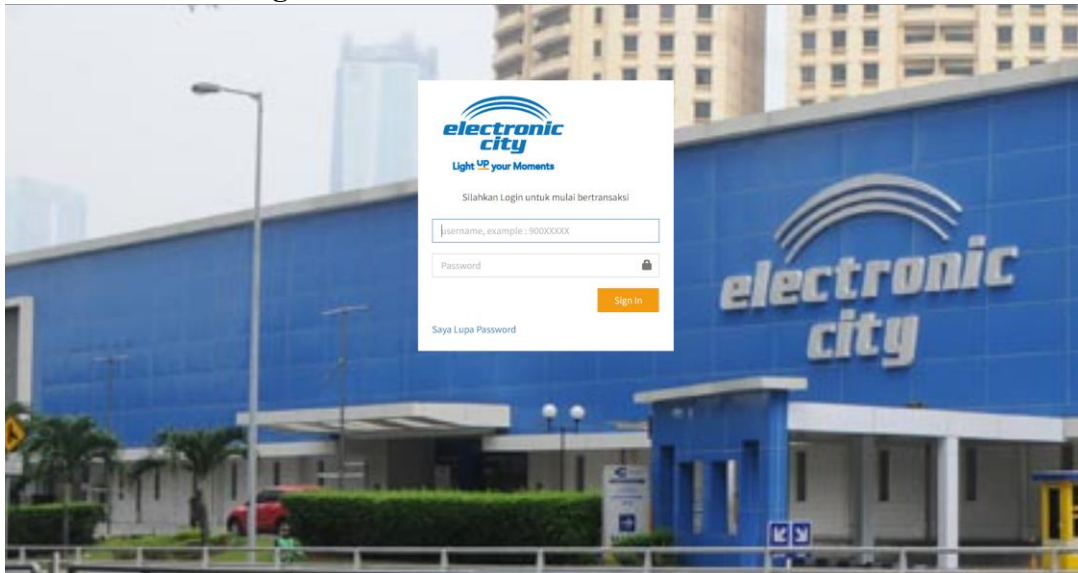 electronic
city
Light UP your Moments
Silahkan Login untuk mulai bertransaksi
username, example : 900XXXXX
Password
Sign In
Saya Lupa Password
electronic
city